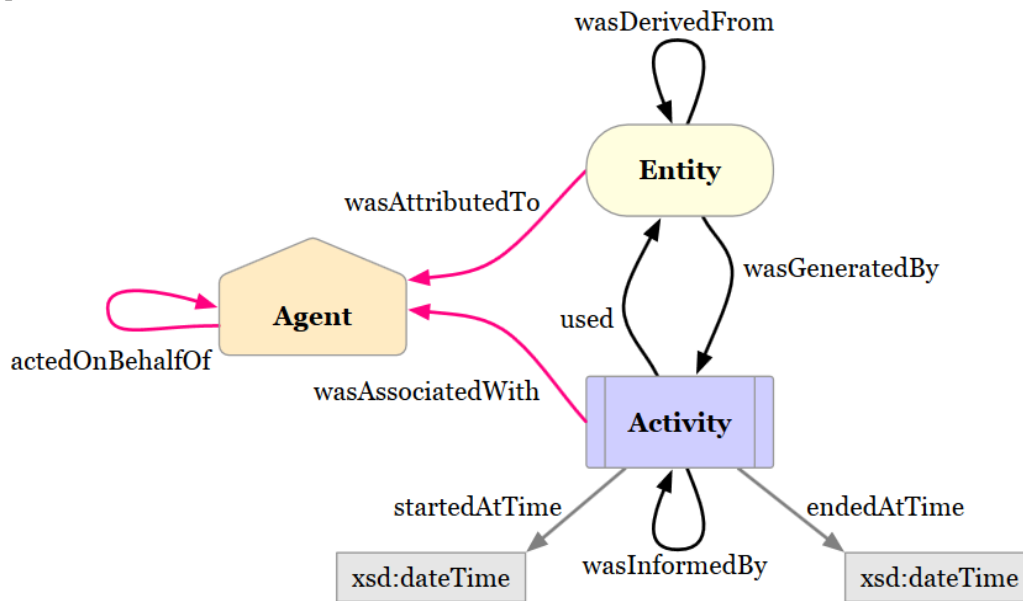 wasDerivedFrom
Entity
wasAttributedTo
wasGeneratedBy
Agent
used
actedOnBehalfOf
wasAssociatedWith
Activity
startedAtTime
endedAtTime
wasInformedBy
xsd:dateTime
xsd:dateTime